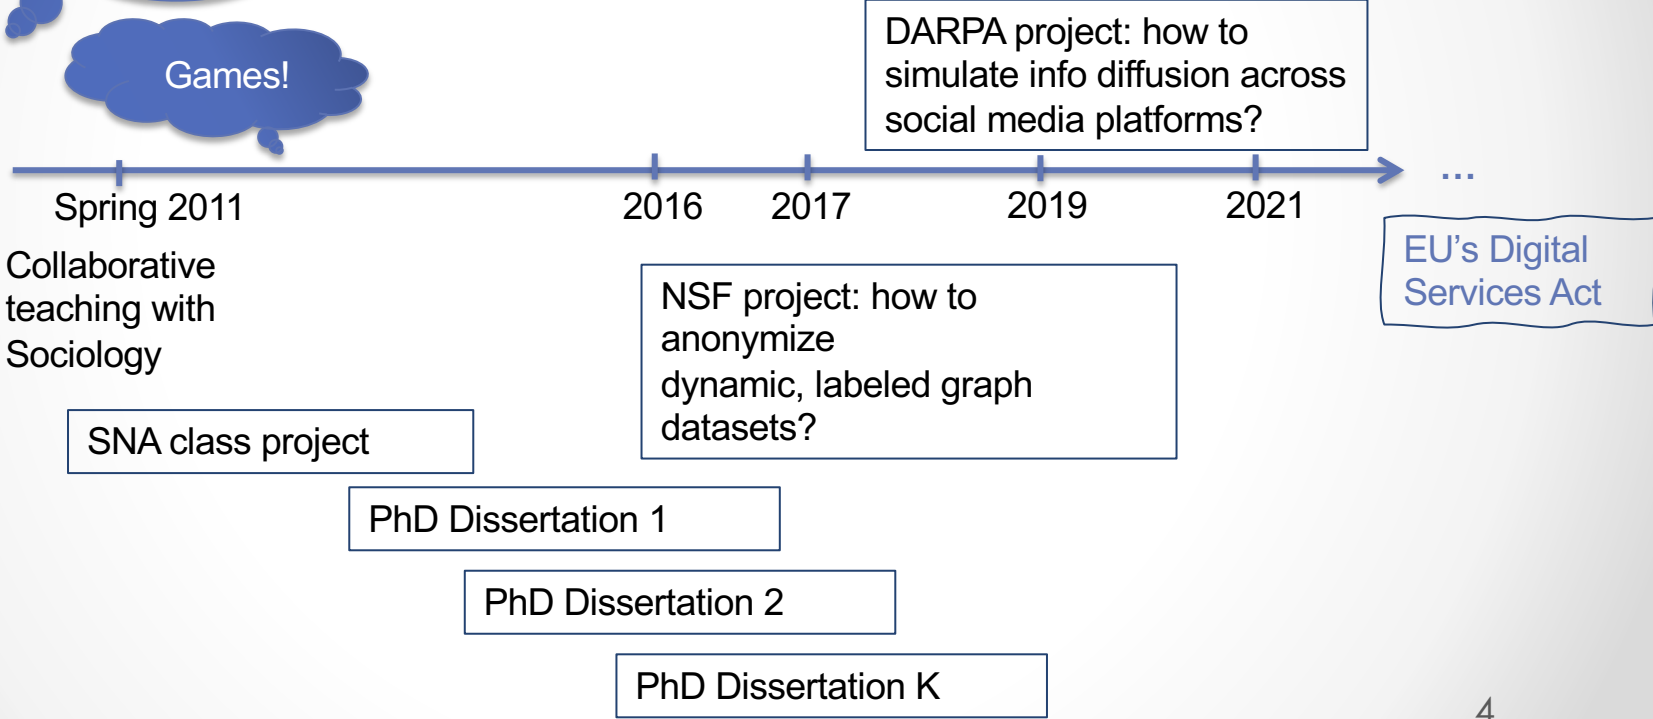 Games!
DARPA project: how to
simulate info diffusion across
social media platforms?
...
Spring 2011
2016
2017
2019
2021
Collaborative
teaching with
Sociology
NSF project: how to
anonymize
dynamic, labeled graph
datasets?
EU's Digital
Services Act
SNA class project
PhD Dissertation 1
PhD Dissertation 2
PhD Dissertation K
4